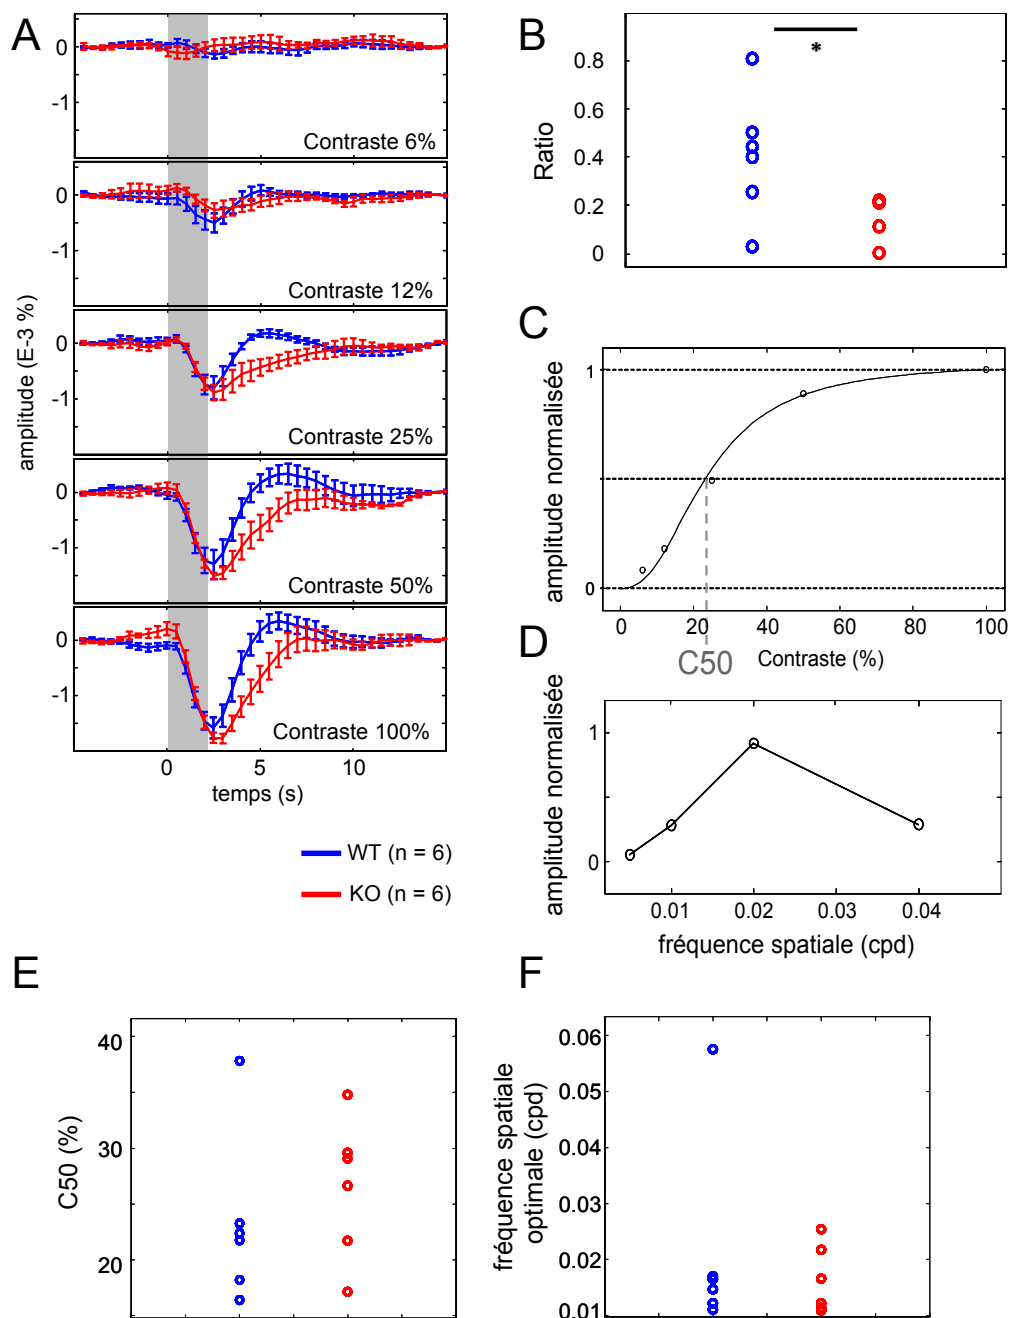 A
0
-1
Contraste 6%
0
-1
Contraste 12%
0
-1
Contraste 25%
0
-1
Contraste 50%
0
-1
Contraste 100%
amplitude (E-3 %)
0 5 10
temps (s)
WT (n = 6)
KO (n = 6)
B
Ratio
0.8
0.6
0.4
0.2
0
*
C
amplitude normalisée
1
0
0 20 40 60 80 100
C50
Contraste (%)
D
amplitude normalisée
1
0
0.01 0.02 0.03 0.04
fréquence spatiale (cpd)
E
C50 (%)
40
30
20
F
fréquence spatiale
optimale (cpd)
0.06
0.05
0.04
0.03
0.02
0.01